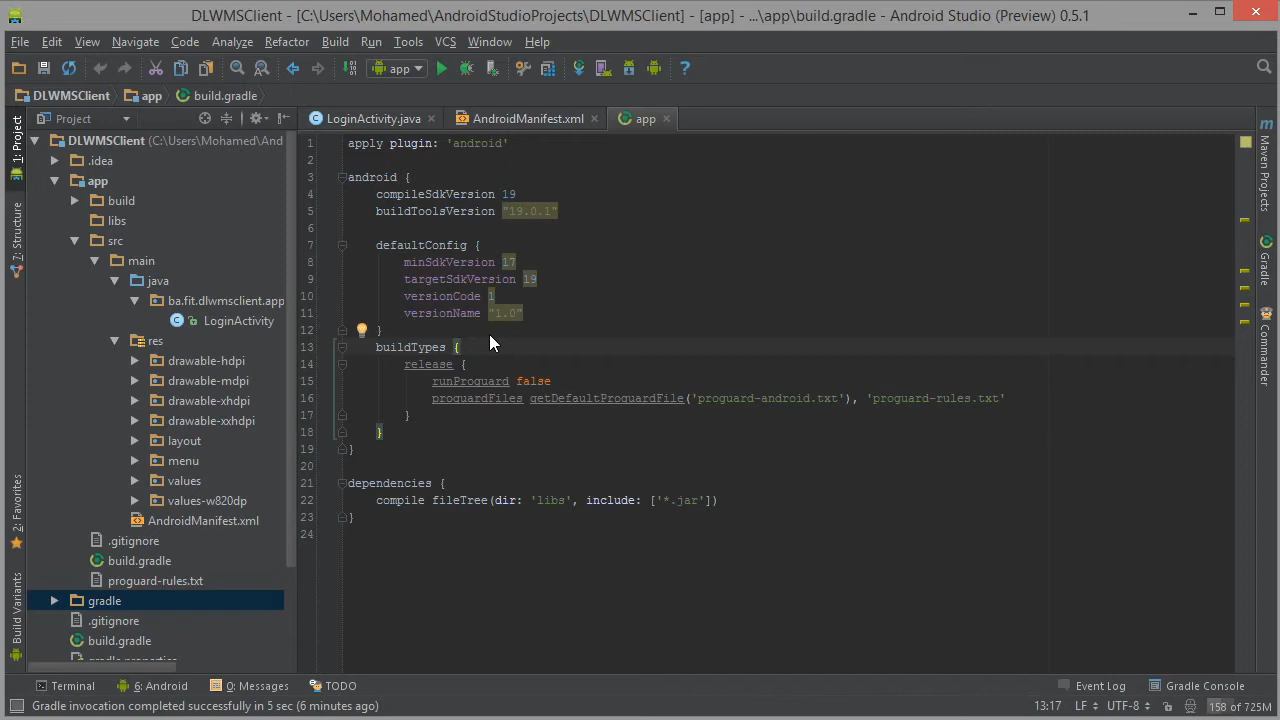 DLWMSClient - [C:\Users\Mohamed\AndroidStudioProjects\DLWMSClient] - [app] - ...\app\build.gradle - Android Studio (Preview) 0.5.1
File Edit View Navigate Code Analyze Refactor Build Run Tools VCS Window Help
app
DLWMSClient app build.gradle
Project
LoginActivity.java
AndroidManifest.xml
app
1: Project
7: Structure
2: Favorites
Build Variants
DLWMSClient (C:\Users\Mohamed\And
.idea
app
build
libs
src
main
java
ba.fit.dlwmsclient.app
LoginActivity
res
drawable-hdpi
drawable-mdpi
drawable-xhdpi
drawable-xxhdpi
layout
menu
values
values-w820dp
AndroidManifest.xml
.gitignore
build.gradle
proguard-rules.txt
gradle
.gitignore
build.gradle
gradle.properties
1 apply plugin: 'android'
2
3 android {
4 compileSdkVersion 19
5 buildToolsVersion "19.0.1"
6
7 defaultConfig {
8 minSdkVersion 17
9 targetSdkVersion 19
10 versionCode 1
11 versionName "1.0"
12 }
13 buildTypes {
14 release {
15 runProguard false
16 proguardFiles getDefaultProguardFile('proguard-android.txt'), 'proguard-rules.txt'
17 }
18 }
19 }
20
21 dependencies {
22 compile fileTree(dir: 'libs', include: ['*.jar'])
23 }
24
Maven Projects
Gradle
Commander
Terminal 6: Android 0: Messages TODO Event Log Gradle Console
Gradle invocation completed successfully in 5 sec (6 minutes ago) 13:17 LF UTF-8 158 of 725M